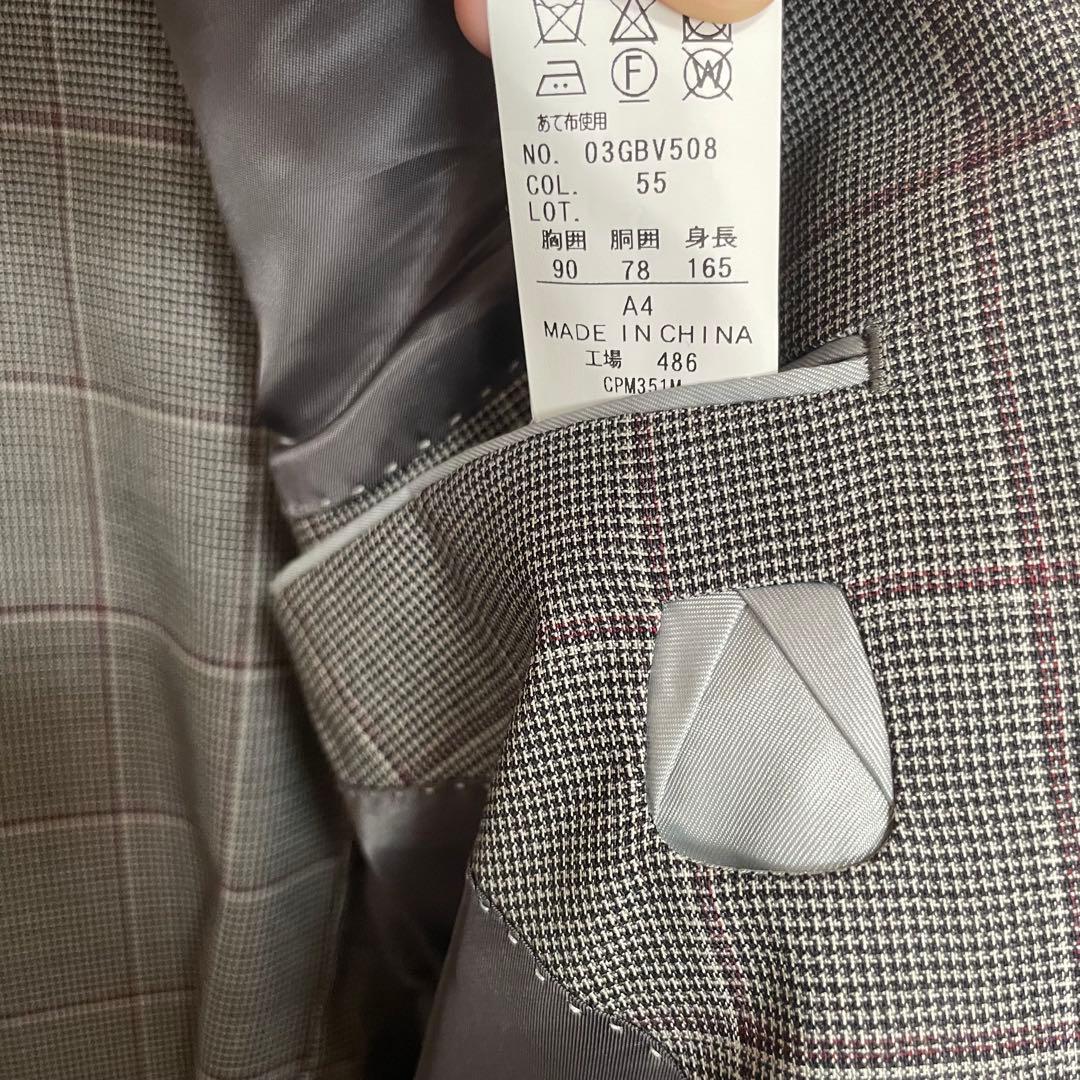 F W
あて布使用
NO. 03GBV508
COL. 55
LOT.
胸囲 胴囲 身長
90 78 165
A4
MADE IN CHINA
工場 486
CPM351M